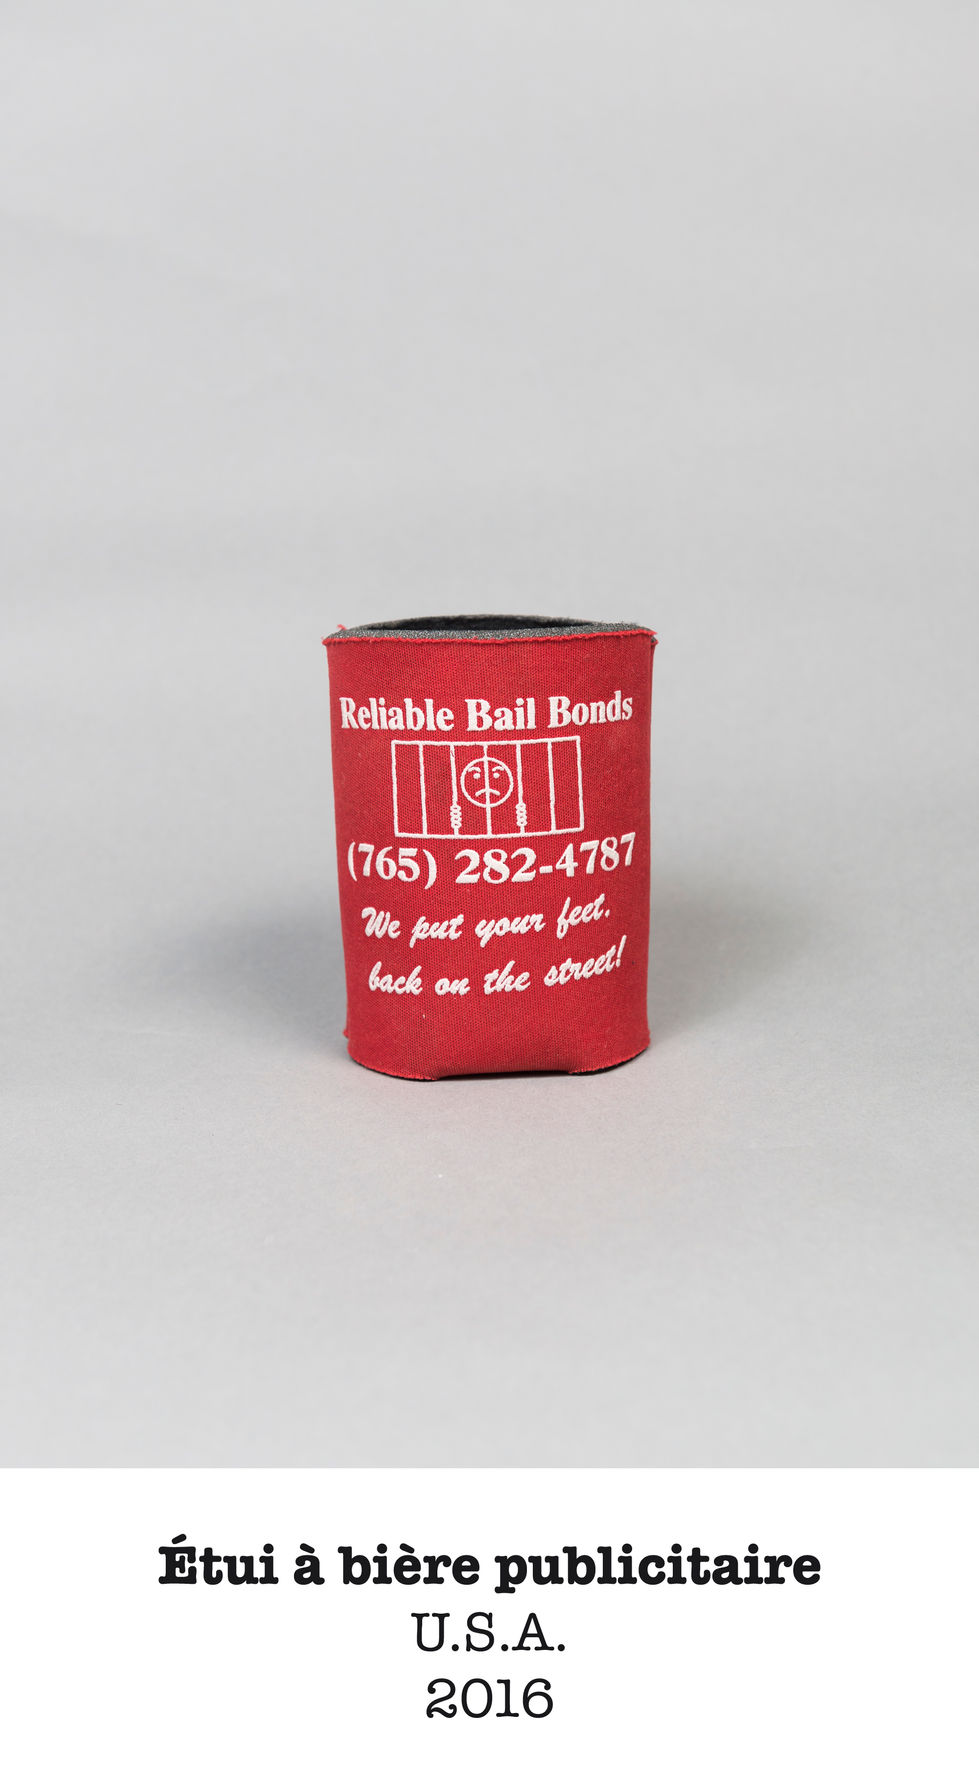 Reliable Bail Bonds
(765) 282-4787
We put your feet.
back on the street!
Étui à bière publicitaire
U.S.A.
2016